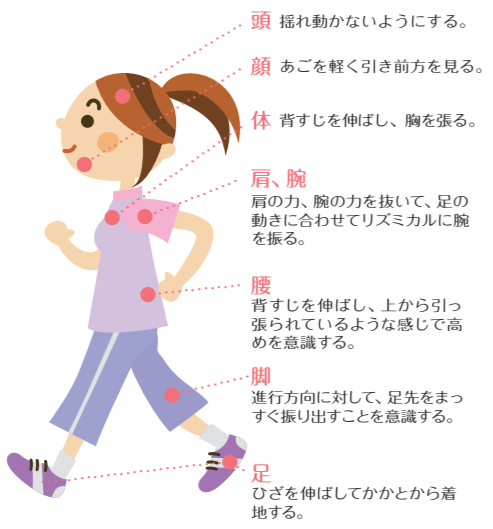 頭 揺れ動かないようにする。
顔 あごを軽く引き前方を見る。
体 背すじを伸ばし、胸を張る。
肩、腕
肩の力、腕の力を抜いて、足の
動きに合わせてリズミカルに腕
を振る。
腰
背すじを伸ばし、上から引っ
張られているような感じで高
めを意識する。
脚
進行方向に対して、足先をまっ
すぐ振り出すことを意識する。
足
ひざを伸ばしてかかとから着
地する。